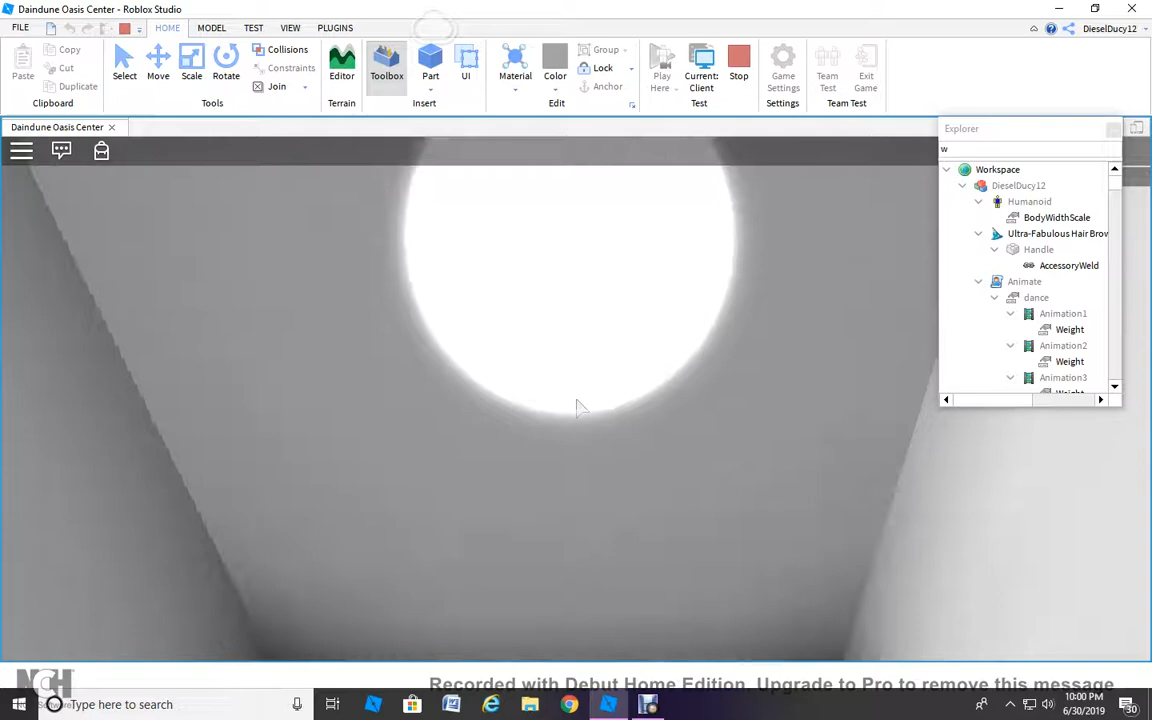 Daindune Oasis Center - Roblox Studio
FILE HOME MODEL TEST VIEW PLUGINS DieselDucy12
Paste Copy Cut Duplicate Clipboard
Select Move Scale Rotate Collisions Constraints Join Tools
Editor Terrain
Toolbox Part UI Insert
Material Color Group Lock Anchor Edit
Play Here Current: Client Stop Test
Game Settings Settings
Team Test Exit Game Team Test
Daindune Oasis Center
Explorer
w
Workspace
DieselDucy12
Humanoid
BodyWidthScale
Ultra-Fabulous Hair Brow
Handle
AccessoryWeld
Animate
dance
Animation1
Weight
Animation2
Weight
Animation3
Weight
NCH
Recorded with Debut Home Edition. Upgrade to Pro to remove this message
Type here to search
10:00 PM
6/30/2019
30